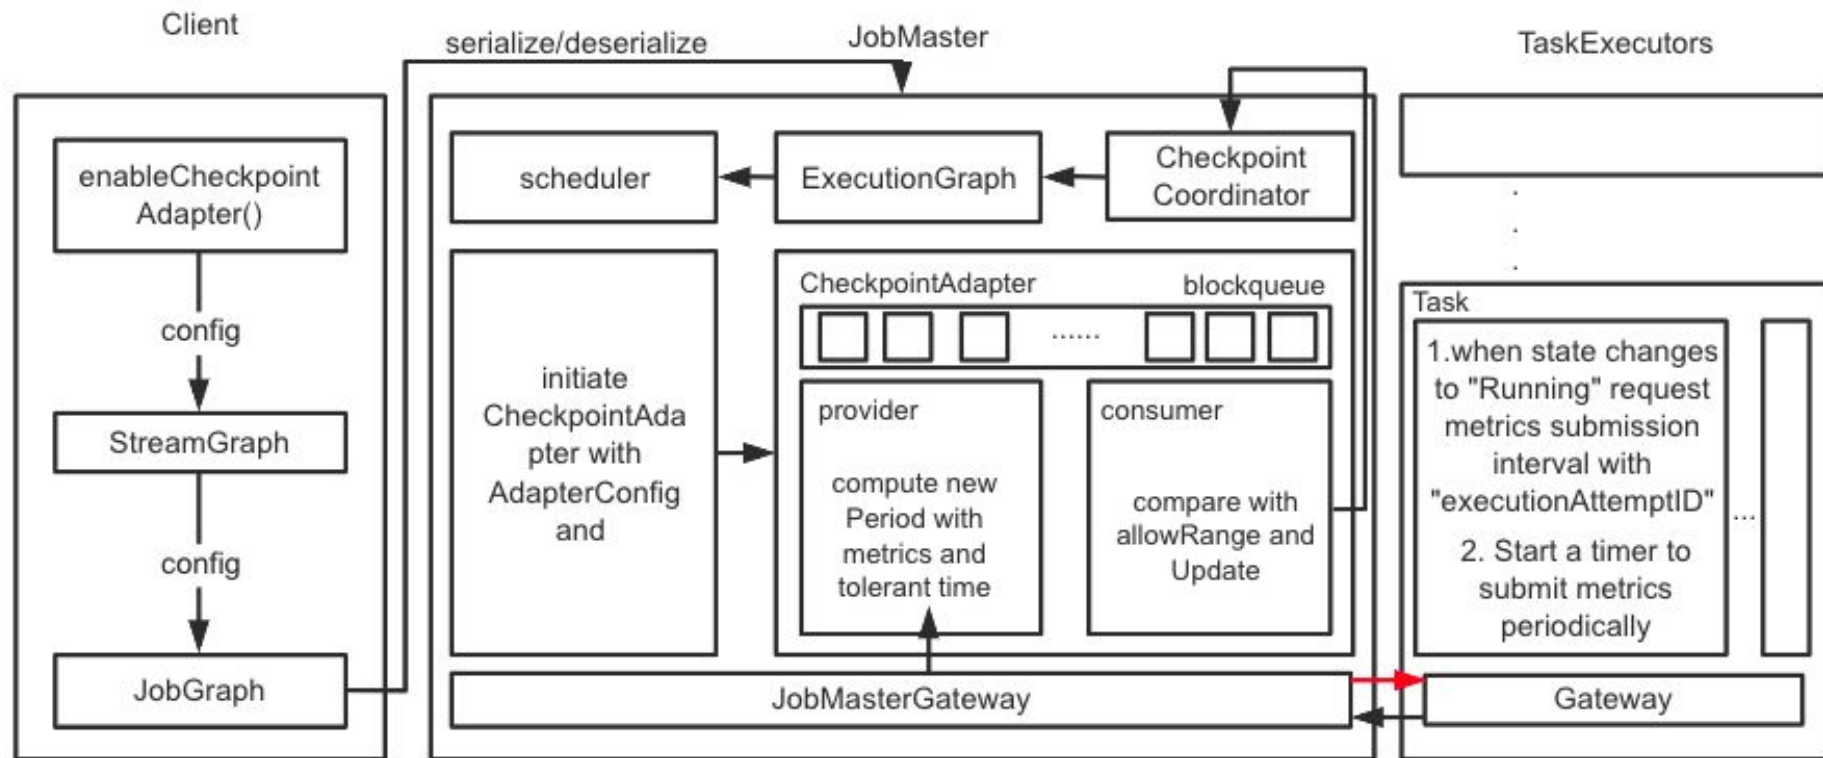 Client
enableCheckpoint
Adapter()
config
StreamGraph
config
JobGraph
serialize/deserialize
JobMaster
scheduler
ExecutionGraph
Checkpoint
Coordinator
initiate
CheckpointAda
pter with
AdapterConfig
and
CheckpointAdapter
blockqueue
......
provider
compute new
Period with
metrics and
tolerant time
consumer
compare with
allowRange and
Update
JobMasterGateway
TaskExecutors
.
.
.
Task
1.when state changes
to "Running" request
metrics submission
interval with
"executionAttemptID"
2. Start a timer to
submit metrics
periodically
...
Gateway